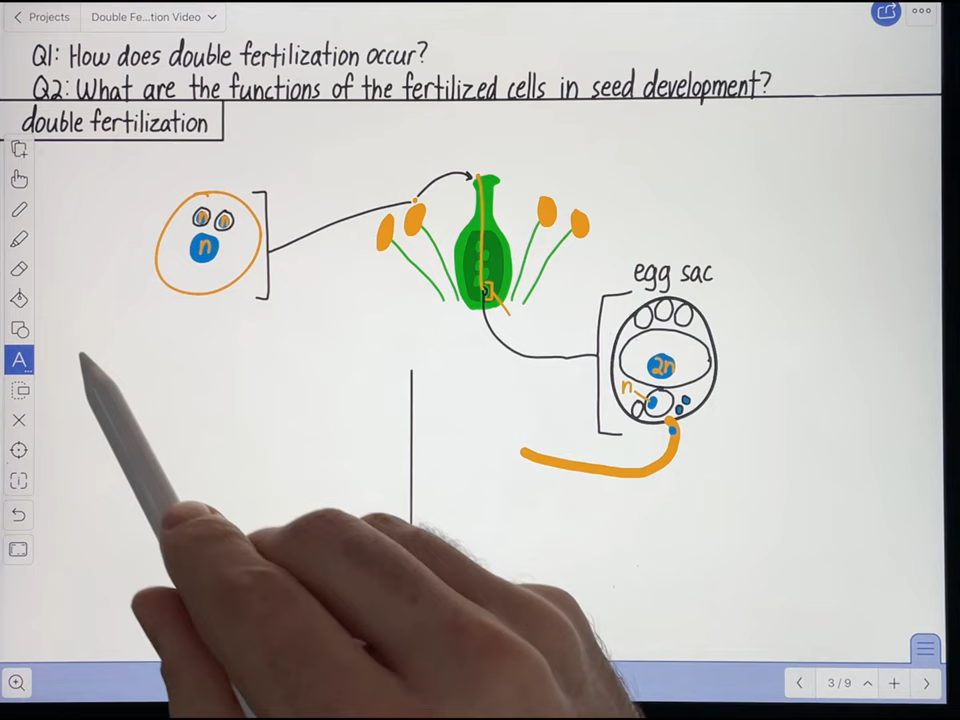 Projects
Double Fe...tion Video
Q1: How does double fertilization occur?
Q2: What are the functions of the fertilized cells in seed development?
double fertilization
n
egg sac
2n
n
A
3/9